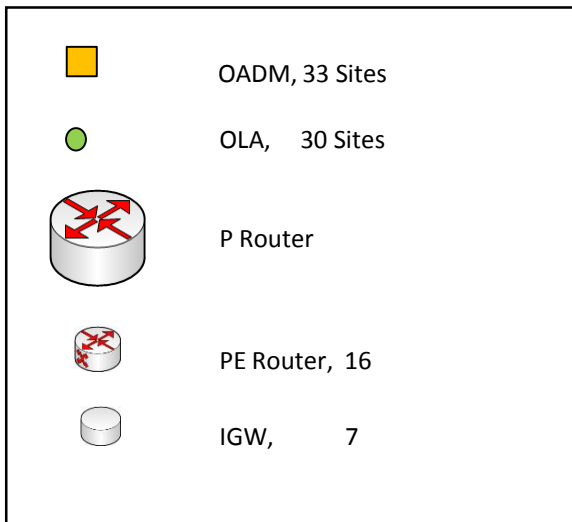 OADM, 33 Sites
OLA, 30 Sites
P Router
PE Router, 16
IGW, 7